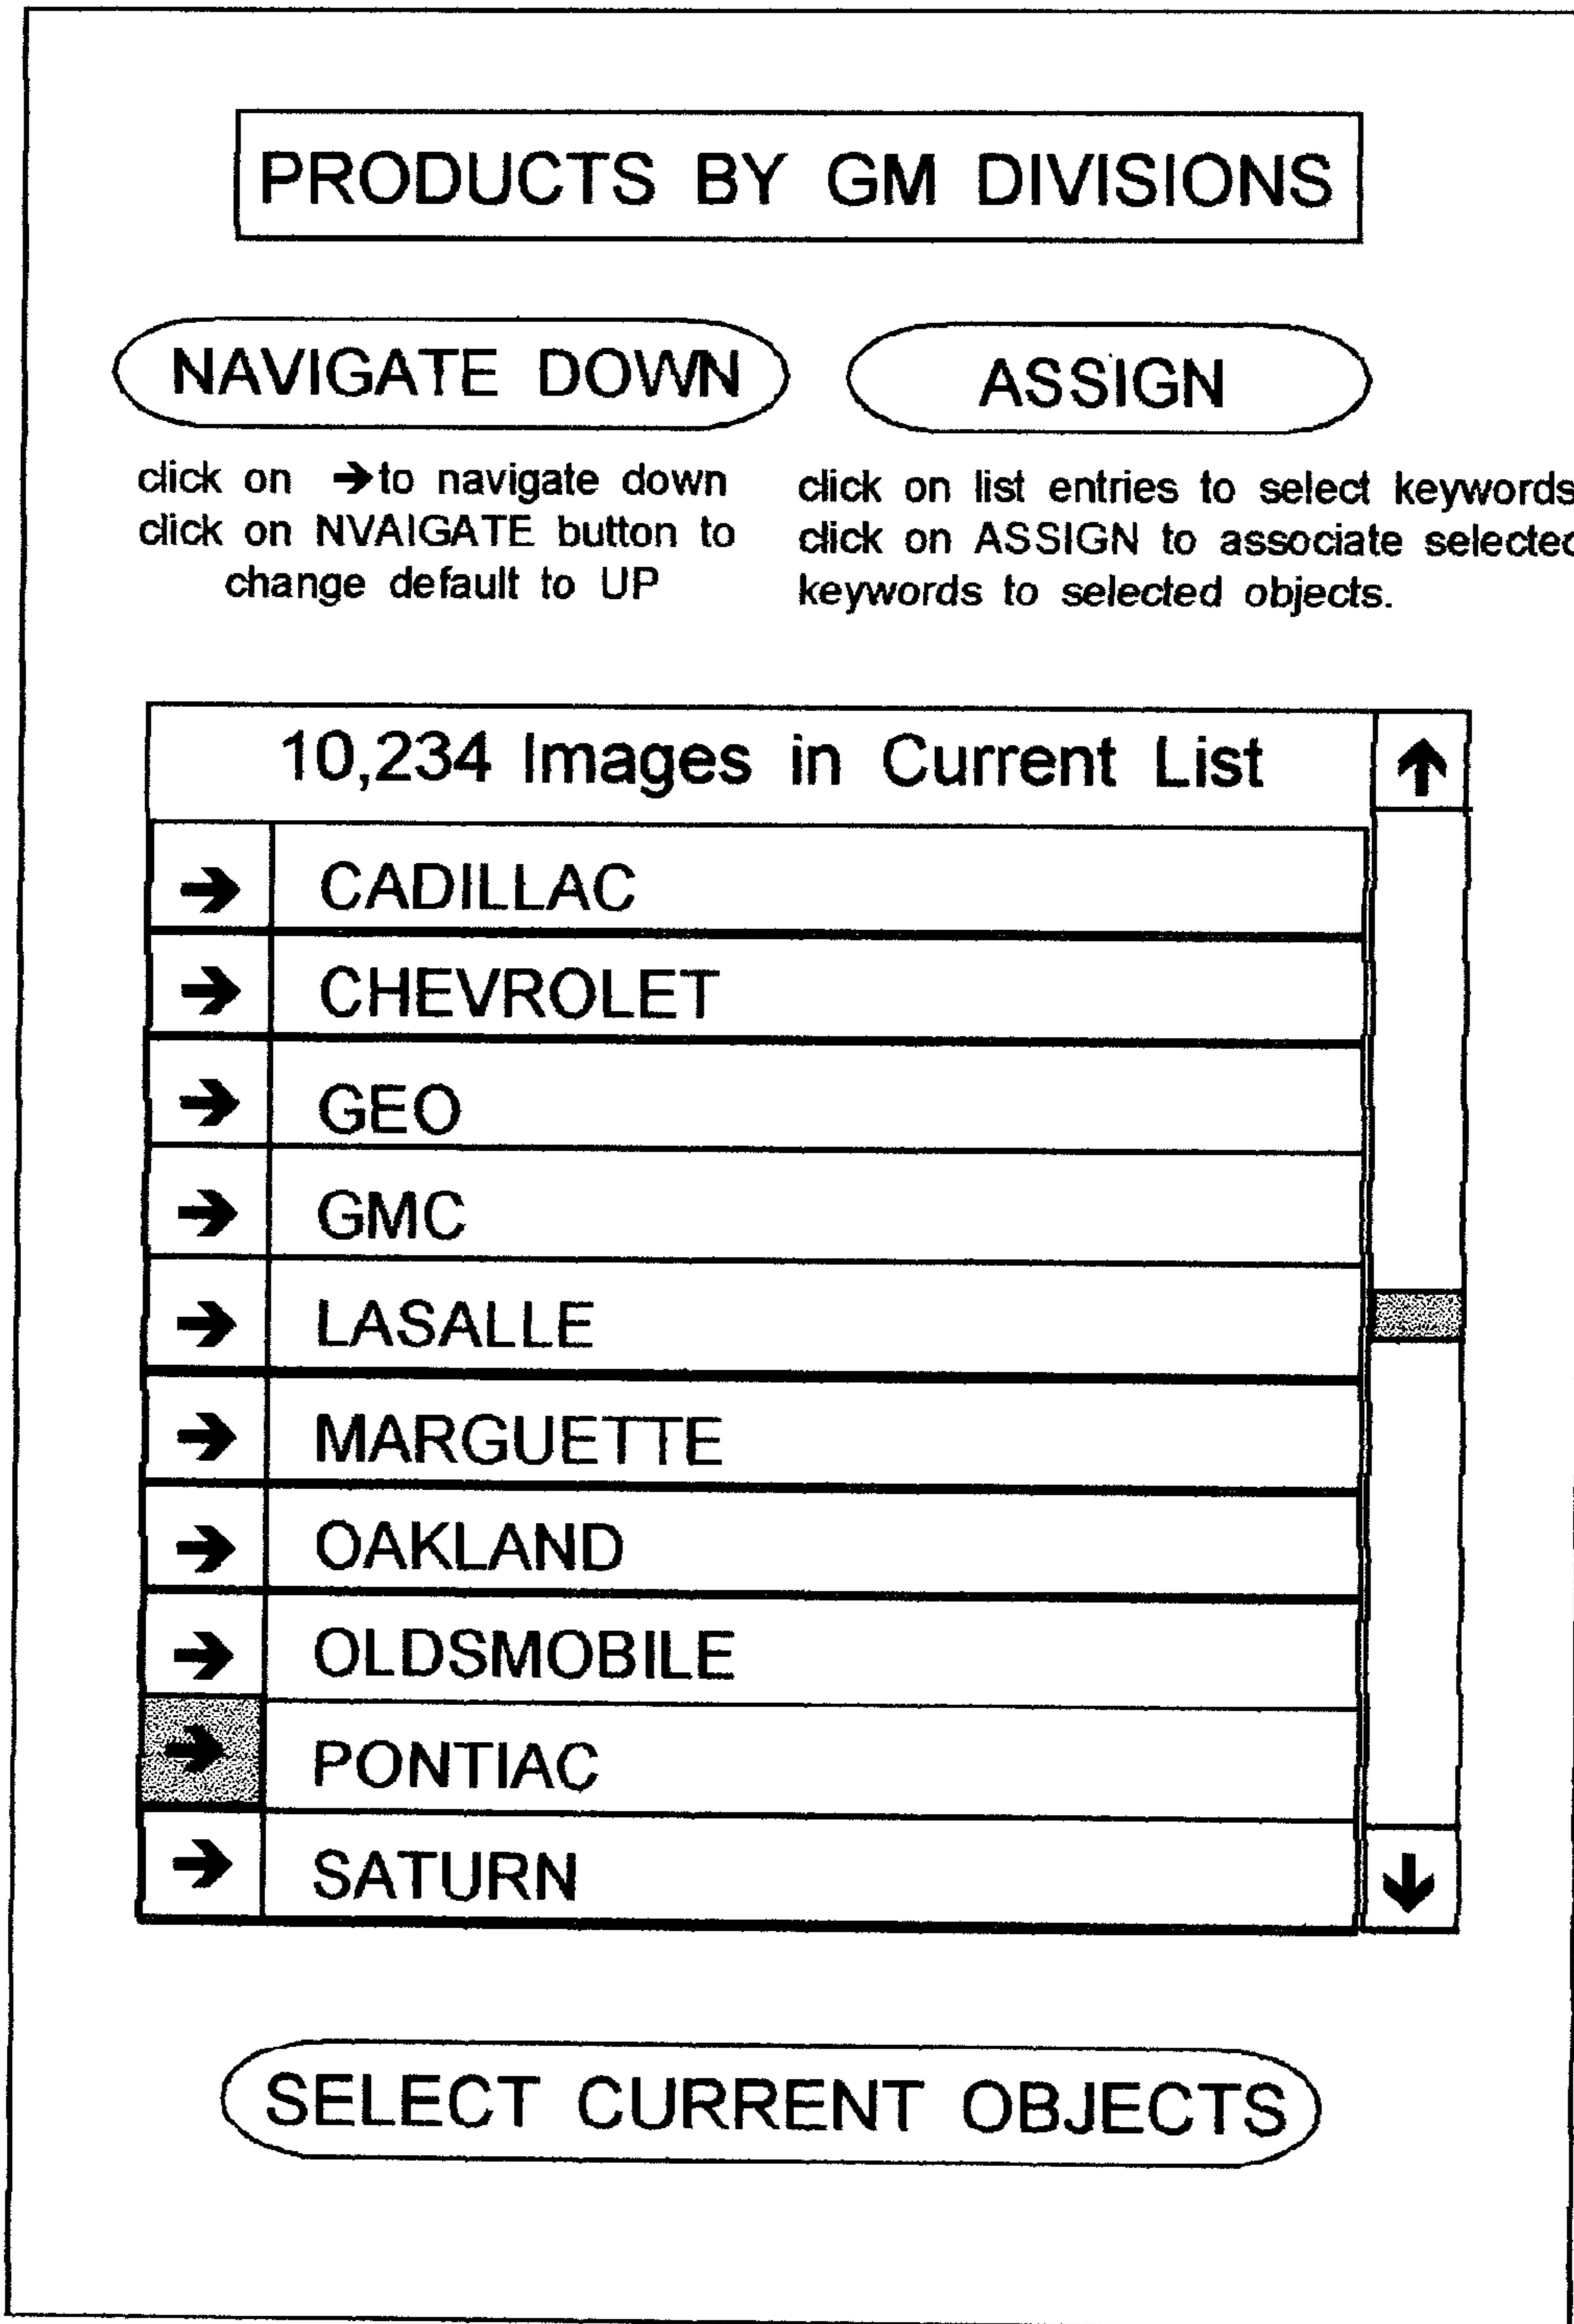 PRODUCTS BY GM DIVISIONS
NAVIGATE DOWN
ASSIGN
click on →to navigate down
click on NVAIGATE button to
change default to UP
click on list entries to select keywords
click on ASSIGN to associate selected
keywords to selected objects.
10,234 Images in Current List
↑
→ CADILLAC
→ CHEVROLET
→ GEO
→ GMC
→ LASALLE
→ MARGUETTE
→ OAKLAND
→ OLDSMOBILE
→ PONTIAC
→ SATURN
↓
SELECT CURRENT OBJECTS